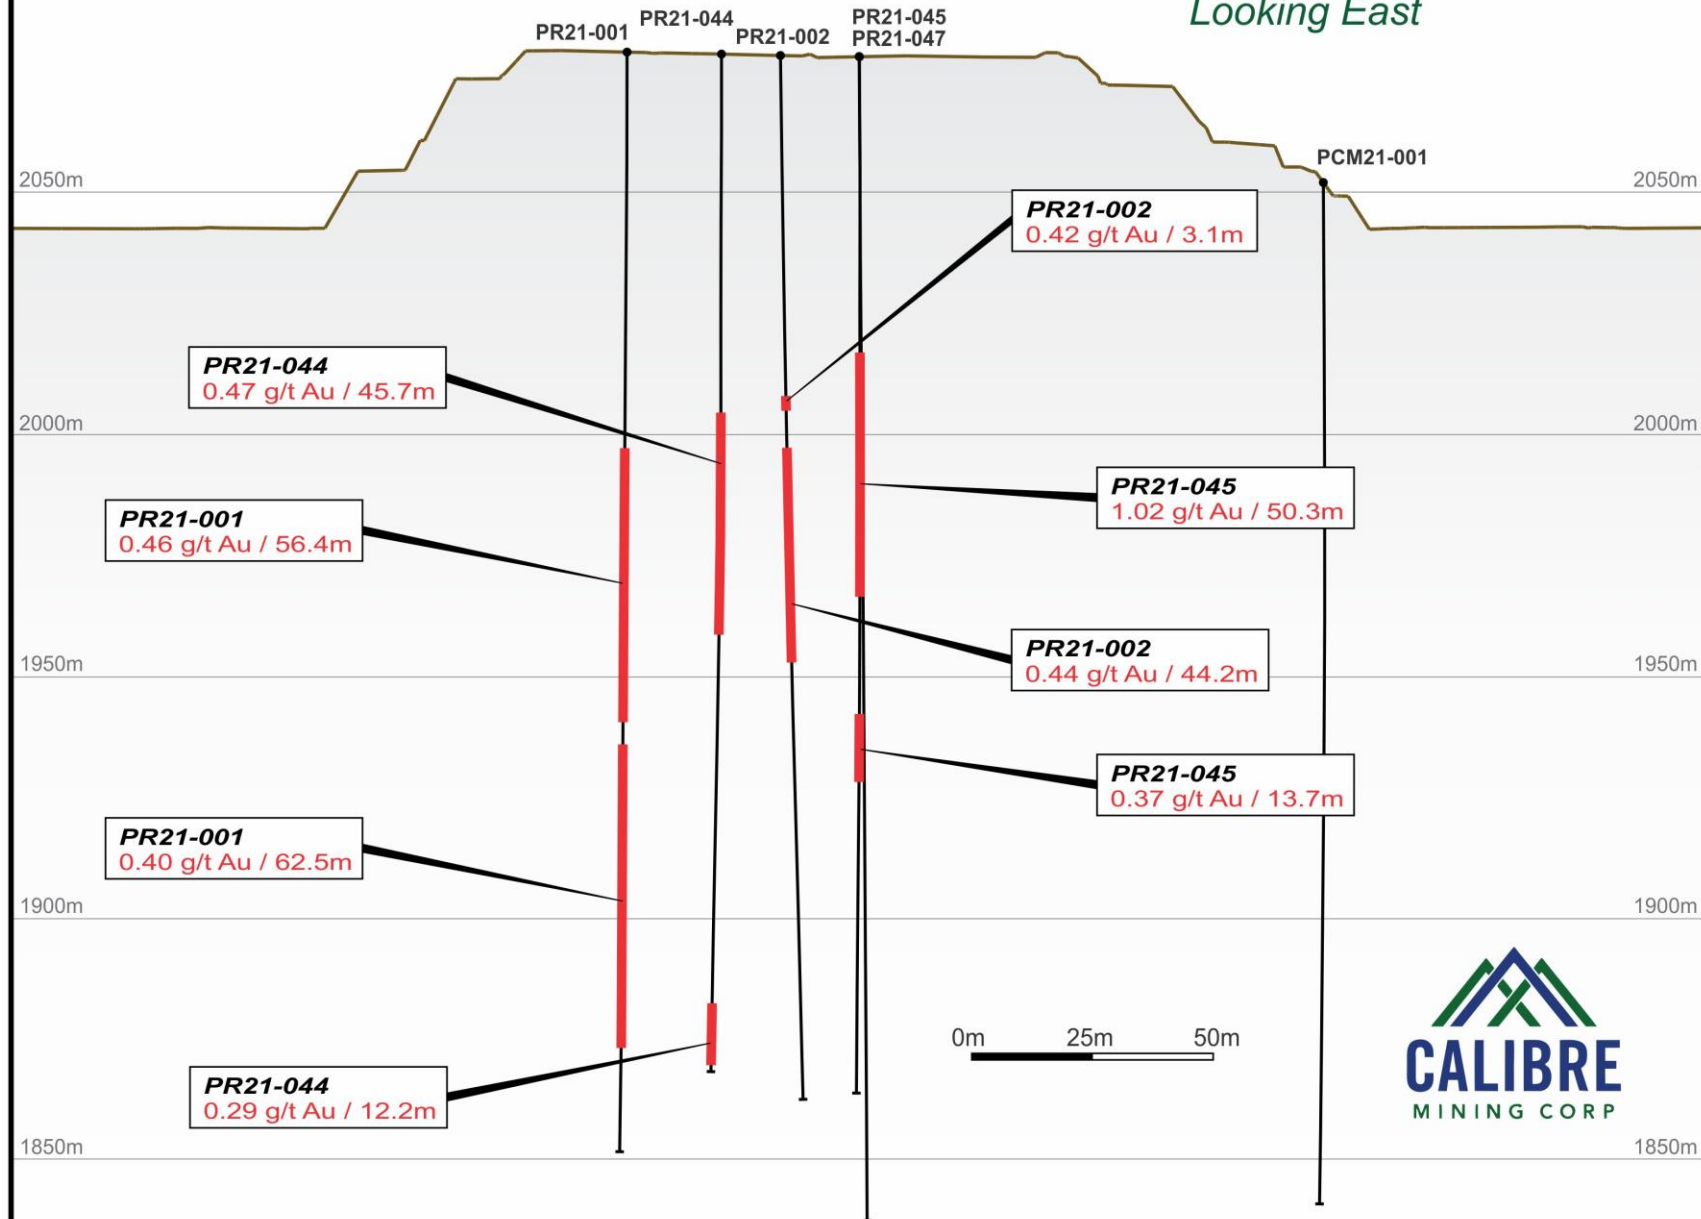 Looking East
PR21-001
PR21-044
PR21-002
PR21-045
PR21-047
PCM21-001
2050m
2050m
PR21-002
0.42 g/t Au / 3.1m
PR21-044
0.47 g/t Au / 45.7m
2000m
2000m
PR21-045
1.02 g/t Au / 50.3m
PR21-001
0.46 g/t Au / 56.4m
PR21-002
0.44 g/t Au / 44.2m
1950m
1950m
PR21-045
0.37 g/t Au / 13.7m
PR21-001
0.40 g/t Au / 62.5m
1900m
1900m
0m 25m 50m
CALIBRE
MINING CORP
PR21-044
0.29 g/t Au / 12.2m
1850m
1850m